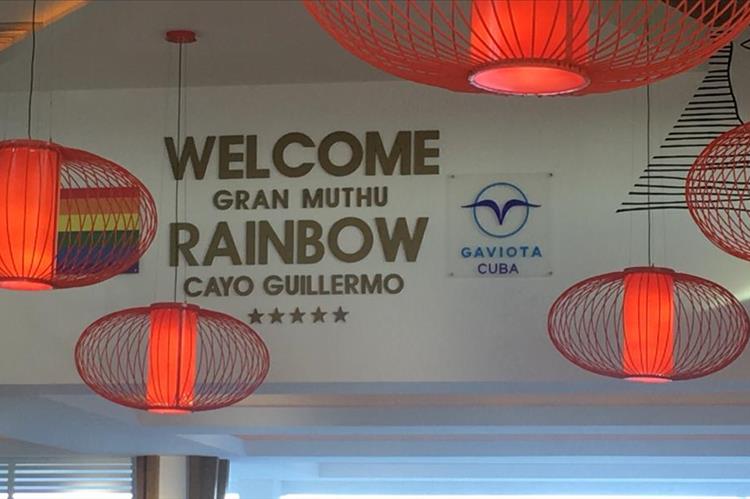 WELCOME
GRAN MUTHU
RAINBOW
CAYO GUILLERMO
★★★★★
GAVIOTA
CUBA